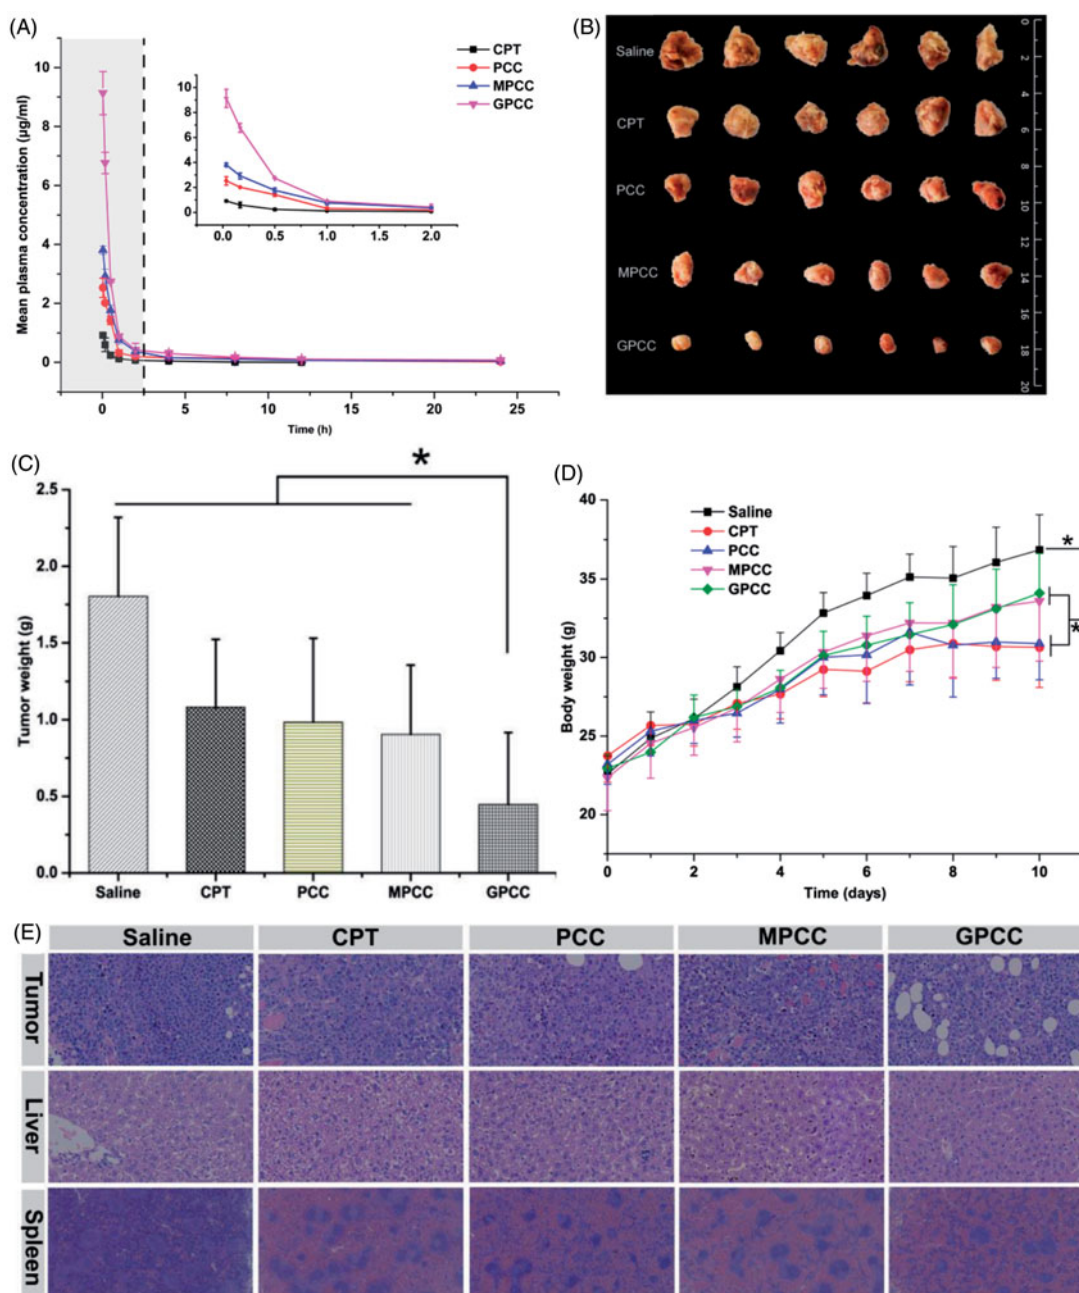 (A)
Mean plasma concentration (µg/ml)
10
8
6
4
2
0
0
5
10
15
20
25
Time (h)
CPT
PCC
MPCC
GPCC
10
8
6
4
2
0
0.0
0.5
1.0
1.5
2.0
(B)
Saline
CPT
PCC
MPCC
GPCC
0
2
4
6
8
10
12
14
16
18
20
(C)
Tumor weight (g)
2.5
2.0
1.5
1.0
0.5
0.0
*
Saline
CPT
PCC
MPCC
GPCC
(D)
Body weight (g)
40
35
30
25
20
0
2
4
6
8
10
Time (days)
Saline
CPT
PCC
MPCC
GPCC
*
*
(E)
Saline CPT PCC MPCC GPCC
Tumor
Liver
Spleen